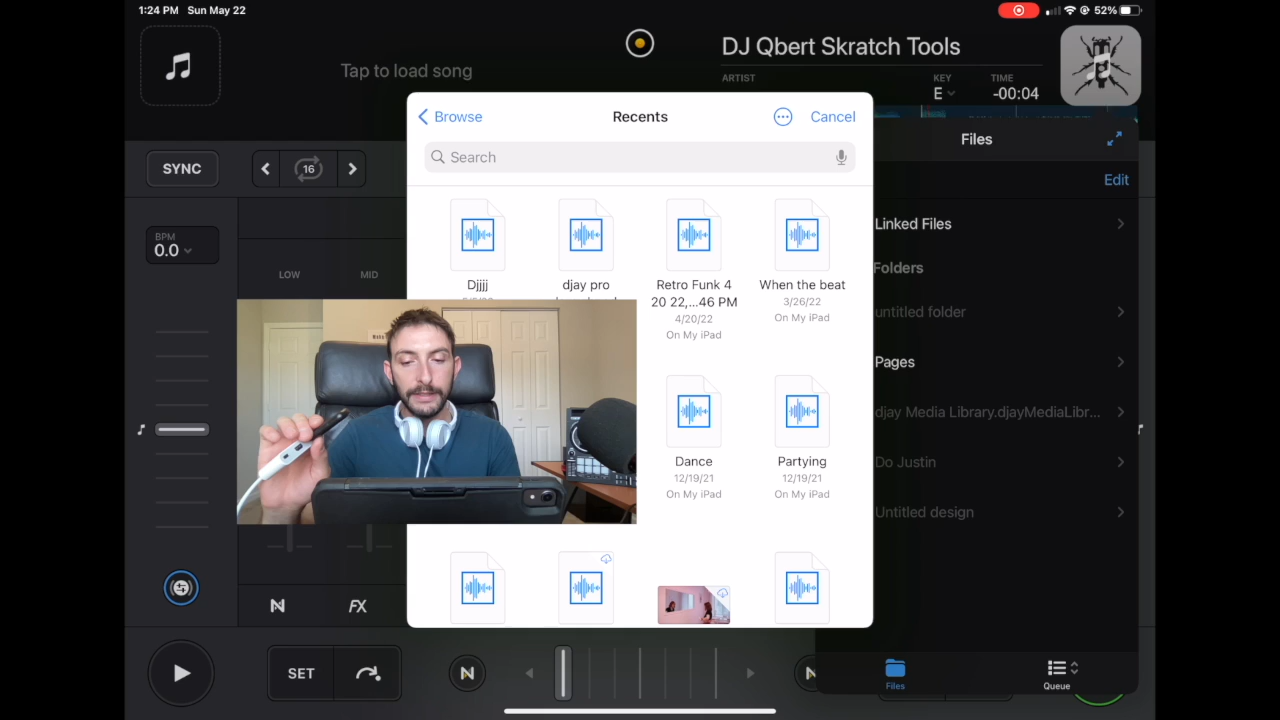 1:24 PM Sun May 22
52%
DJ Qbert Skratch Tools
Tap to load song
ARTIST
KEY
TIME
E
-00:04
Browse
Recents
Cancel
Files
Search
Edit
SYNC
16
BPM
0.0
LOW
MID
Linked Files
Folders
untitled folder
Pages
djay Media Library.djayMediaLibr...
Do Justin
Untitled design
Djjjj
djay pro
Retro Funk 4
20 22,...46 PM
4/20/22
On My iPad
When the beat
3/26/22
On My iPad
Dance
12/19/21
On My iPad
Partying
12/19/21
On My iPad
FX
SET
Files
Queue